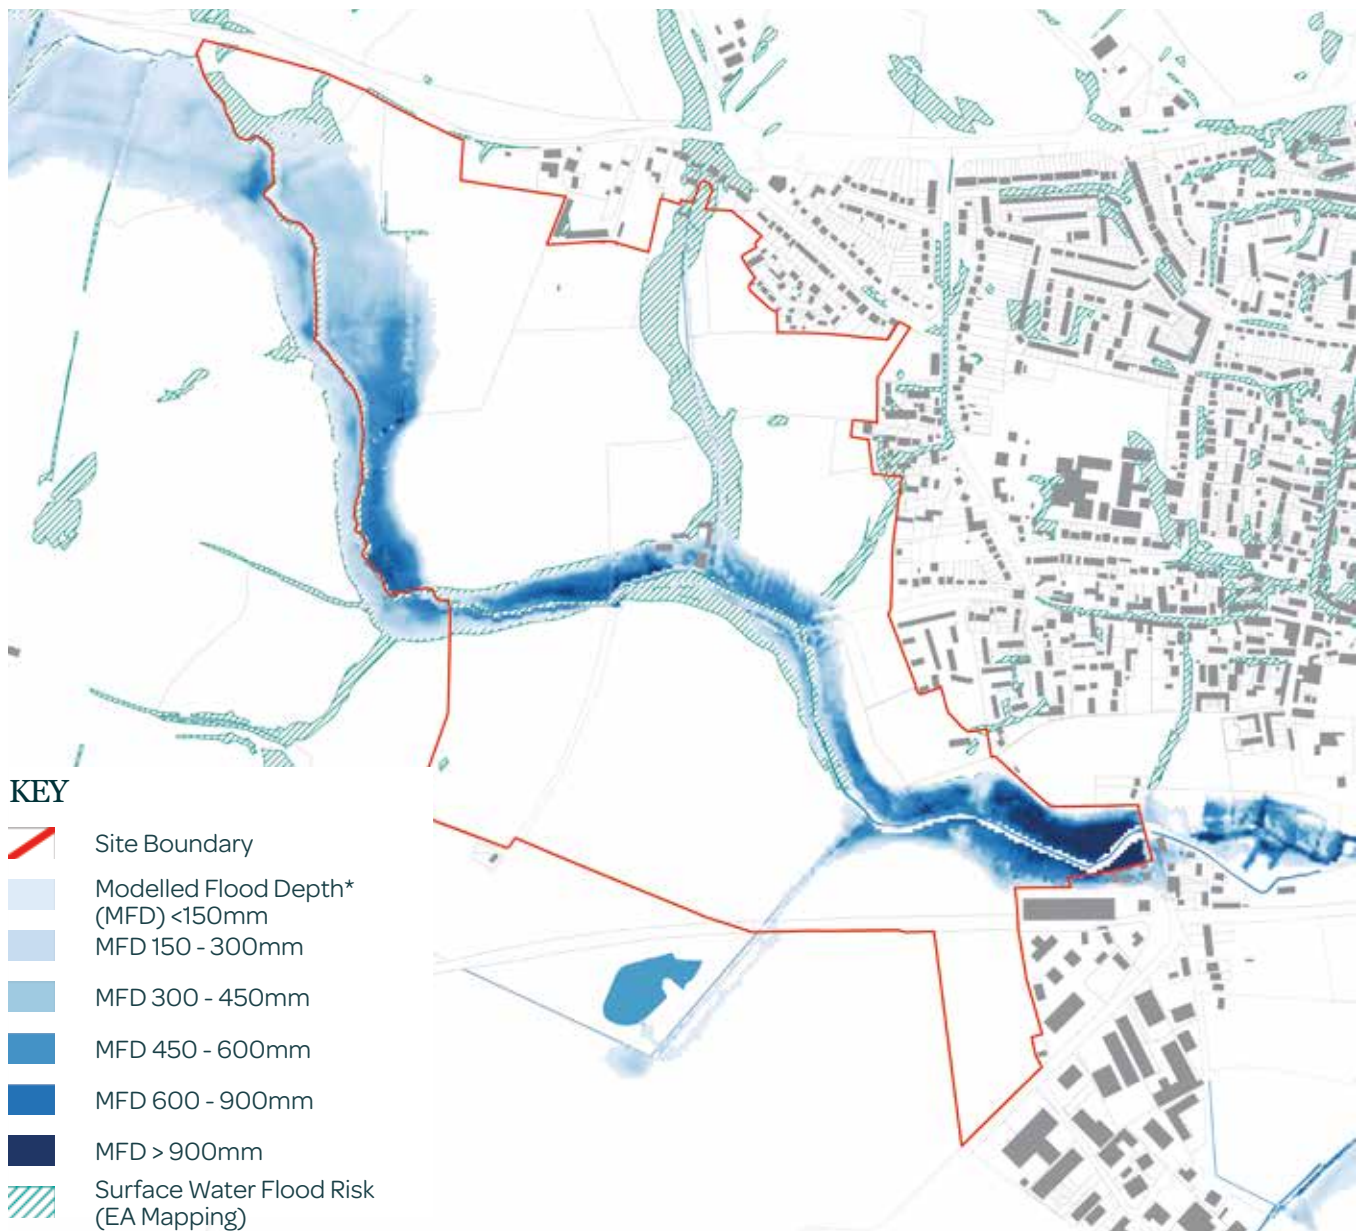 KEY
Site Boundary
Modelled Flood Depth*
(MFD) <150mm
MFD 150 - 300mm
MFD 300 - 450mm
MFD 450 - 600mm
MFD 600 - 900mm
MFD > 900mm
Surface Water Flood Risk
(EA Mapping)